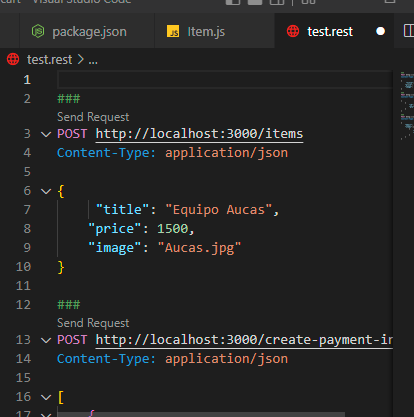 cart - Visual Studio Code
package.json
JS Item.js
test.rest
test.rest > ...
1
2 ###
Send Request
3 POST http://localhost:3000/items
4 Content-Type: application/json
5
6 {
7 "title": "Equipo Aucas",
8 "price": 1500,
9 "image": "Aucas.jpg"
10 }
11
12 ###
Send Request
13 POST http://localhost:3000/create-payment-in
14 Content-Type: application/json
15
16 [
17 {